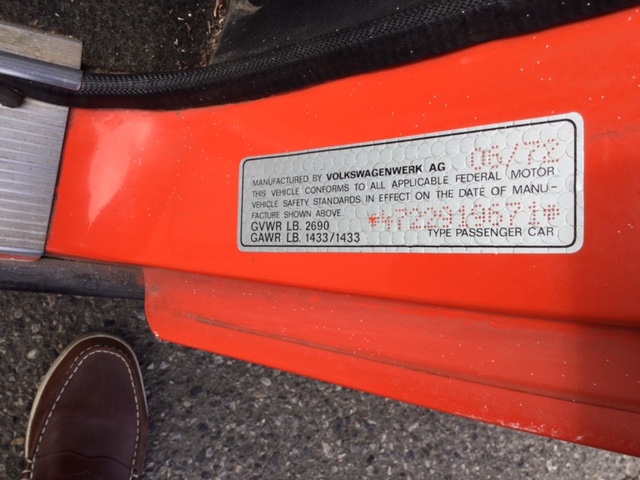 MANUFACTURED BY VOLKSWAGENWERK AG 06/72
THIS VEHICLE CONFORMS TO ALL APPLICABLE FEDERAL MOTOR
VEHICLE SAFETY STANDARDS IN EFFECT ON THE DATE OF MANU-
FACTURE SHOWN ABOVE. *4722918671*
GVWR LB. 2690
GAWR LB. 1433/1433 TYPE PASSENGER CAR